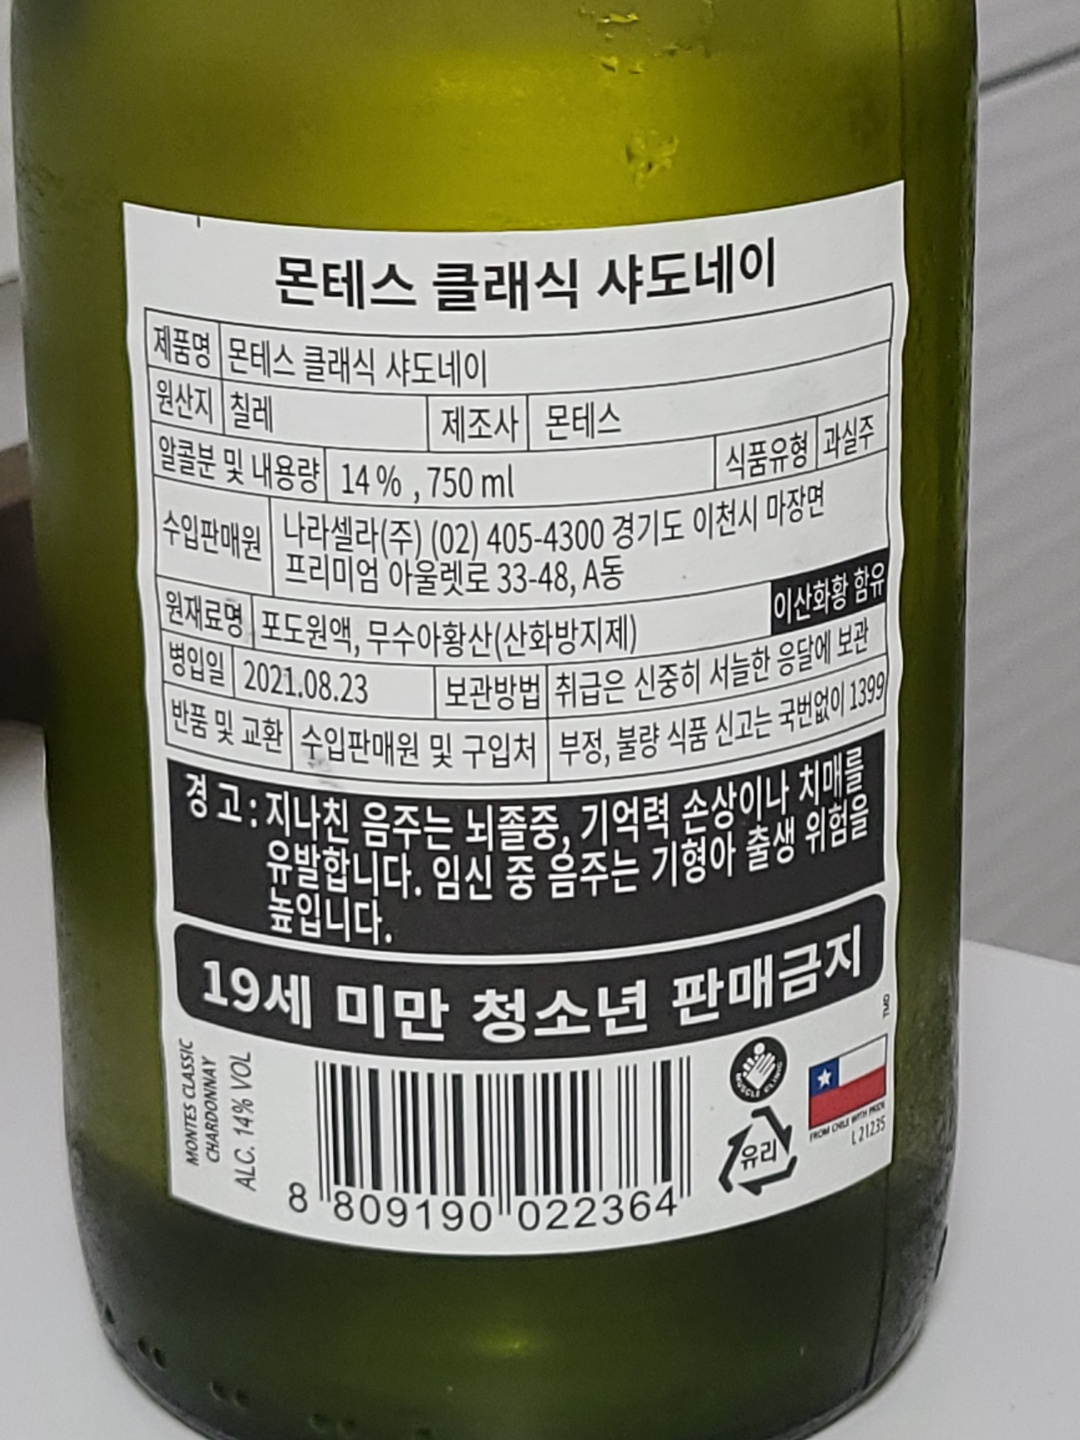 몬테스 클래식 샤도네이
제품명 몬테스 클래식 샤도네이
원산지 칠레 제조사 몬테스
알콜분 및 내용량 14% , 750 ml 식품유형 과실주
수입판매원 나라셀라(주) (02) 405-4300 경기도 이천시 마장면
프리미엄 아울렛로 33-48, A동
이산화황 함유
원재료명 포도원액, 무수아황산(산화방지제)
병입일 2021.08.23 보관방법 취급은 신중히 서늘한 응달에 보관
반품 및 교환 수입판매원 및 구입처 부정, 불량 식품 신고는 국번없이 1399
경 고 : 지나친 음주는 뇌졸중, 기억력 손상이나 치매를
유발합니다. 임신 중 음주는 기형아 출생 위험을
높입니다.
19세 미만 청소년 판매금지
MONTES CLASSIC
CHARDONNAY
ALC. 14% VOL
8 809190 022364
MUSCLE CLINIC
유리
FROM CHILE WITH PRIDE
L 21235